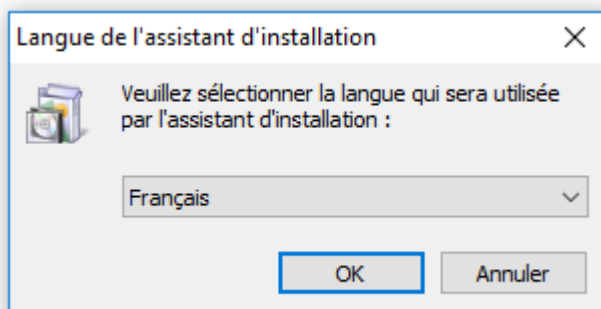 Langue de l'assistant d'installation
Veuillez sélectionner la langue qui sera utilisée
par l'assistant d'installation :
Français
OK
Annuler